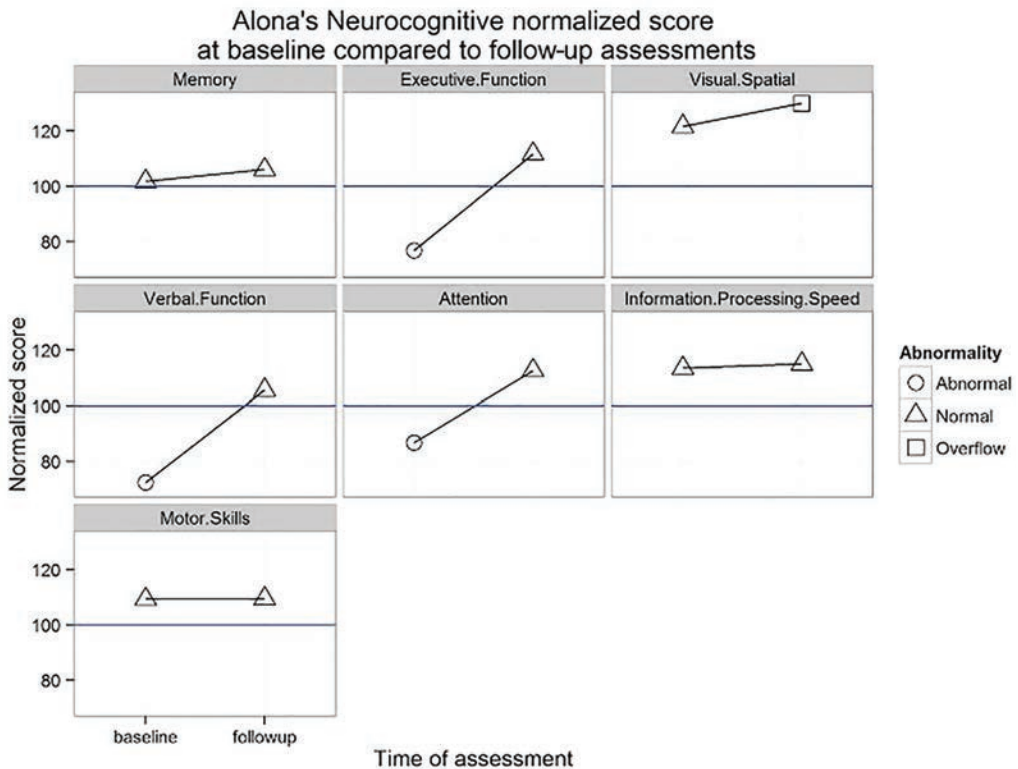 Alona's Neurocognitive normalized score
at baseline compared to follow-up assessments
Memory
Executive.Function
Visual.Spatial
120
100
80
Verbal.Function
Attention
Information.Processing.Speed
120
100
80
Motor.Skills
120
100
80
baseline
followup
Normalized score
Time of assessment
Abnormality
Abnormal
Normal
Overflow